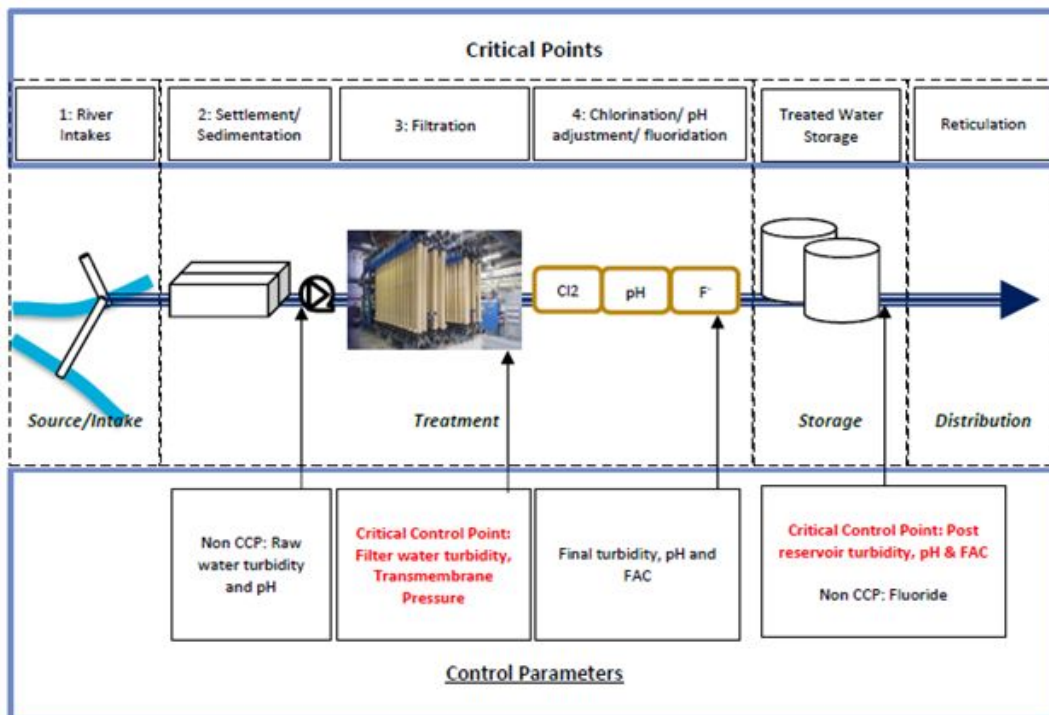 Critical Points
1: River
Intakes
2: Settlement/
Sedimentation
3: Filtration
4: Chlorination/ pH
adjustment/ fluoridation
Treated Water
Storage
Reticulation
Cl2
pH
F-
Source/Intake
Treatment
Storage
Distribution
Non CCP: Raw
water turbidity
and pH
Critical Control Point:
Filter water turbidity,
Transmembrane
Pressure
Final turbidity, pH and
FAC
Critical Control Point: Post
reservoir turbidity, pH & FAC
Non CCP: Fluoride
Control Parameters